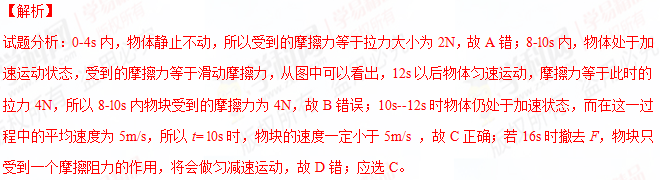 【解析】
试题分析：0-4s 内，物体静止不动，所以受到的摩擦力等于拉力大小为 2N，故 A 错；8-l0s 内，物体处于加
速运动状态，受到的摩擦力等于滑动摩擦力，从图中可以看出，12s 以后物体匀速运动，摩擦力等于此时的
拉力 4N，所以 8-l0s 内物块受到的摩擦力为 4N，故 B 错误；10s--12s 时物体仍处于加速状态，而在这一过
程中的平均速度为 5m/s，所以 t= l0s 时，物块的速度一定小于 5m/s ，故 C 正确；若 16s 时撤去 F，物块只
受到一个摩擦阻力的作用，将会做匀减速运动，故 D 错；应选 C。